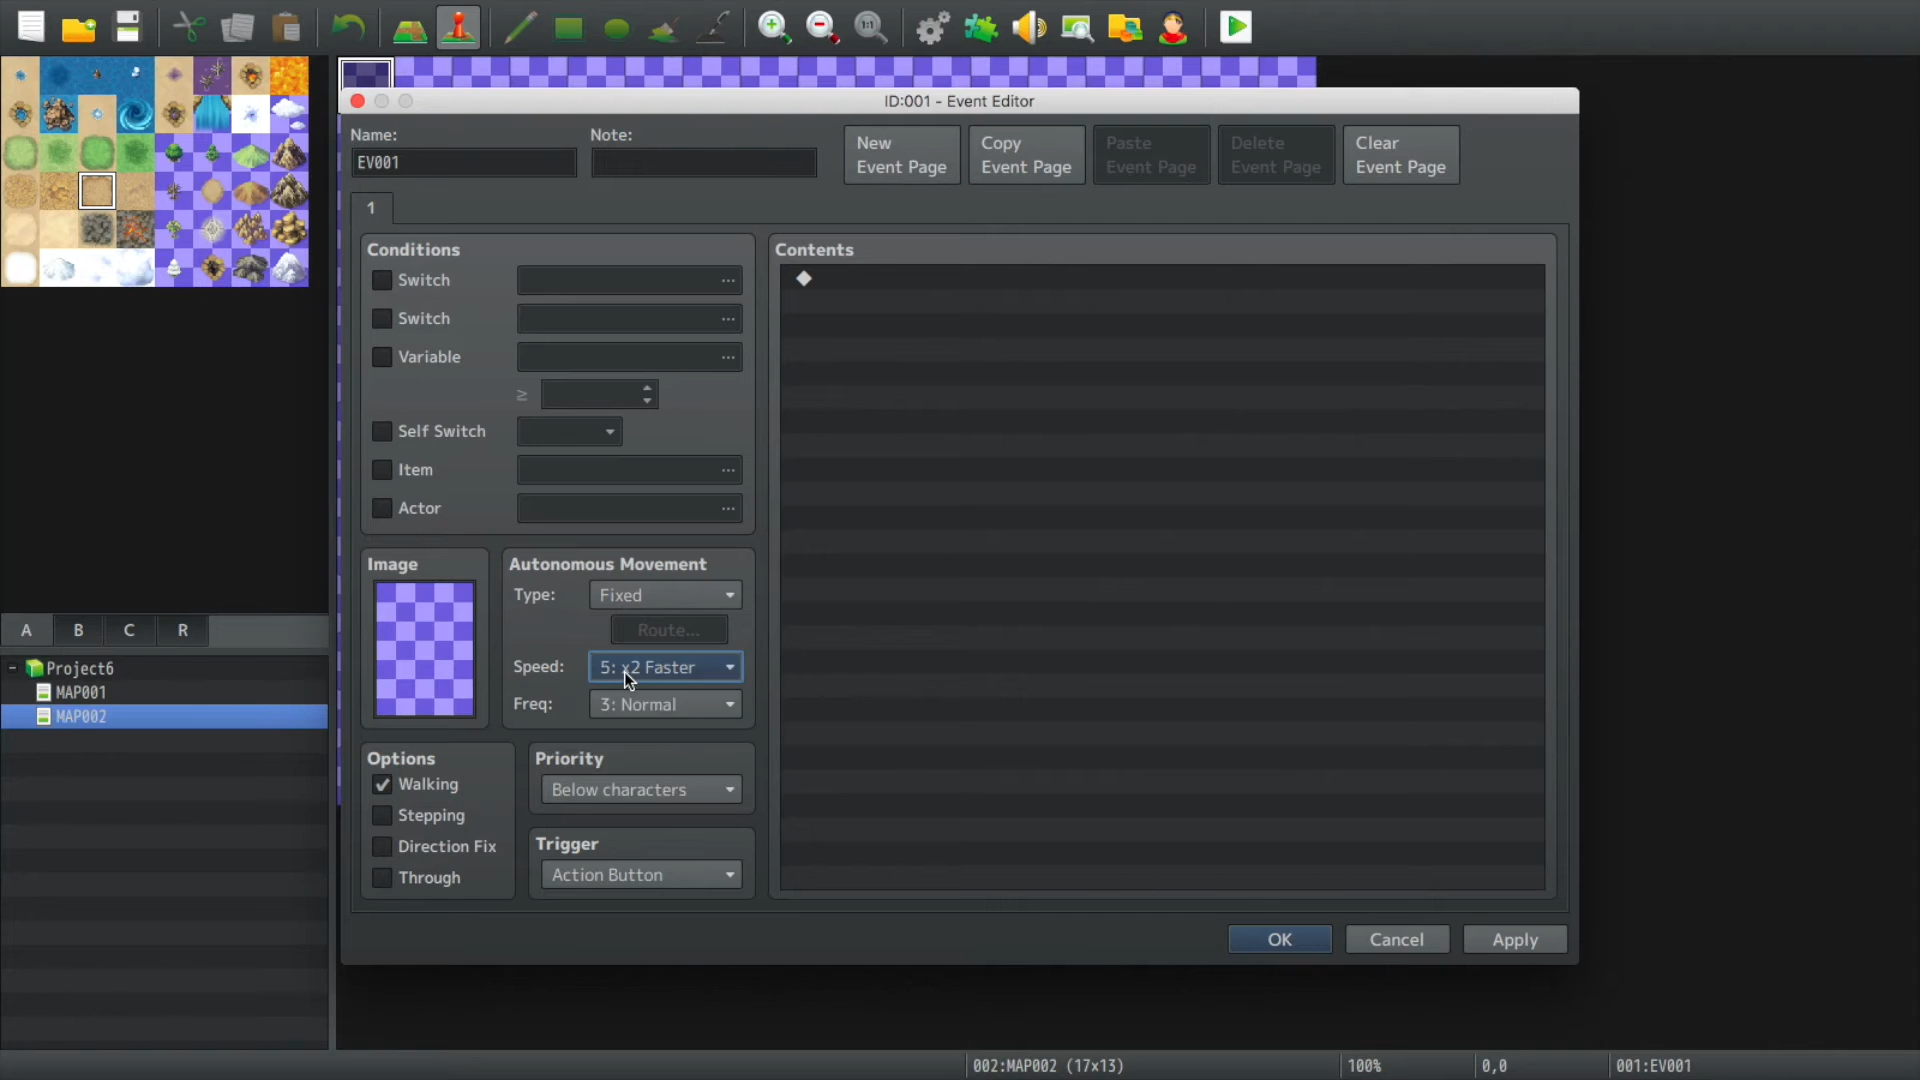 1:1
ID:001 - Event Editor
Name:
Note:
EV001
New
Event Page
Copy
Event Page
Paste
Event Page
Delete
Event Page
Clear
Event Page
1
Conditions
Switch ...
Switch ...
Variable ...
≥
Self Switch
Item ...
Actor ...
Contents
Image
Autonomous Movement
Type: Fixed
Route...
Speed: 5: x2 Faster
Freq: 3: Normal
Options
Walking
Stepping
Direction Fix
Through
Priority
Below characters
Trigger
Action Button
OK
Cancel
Apply
A B C R
Project6
MAP001
MAP002
002:MAP002 (17x13)
100%
0,0
001:EV001